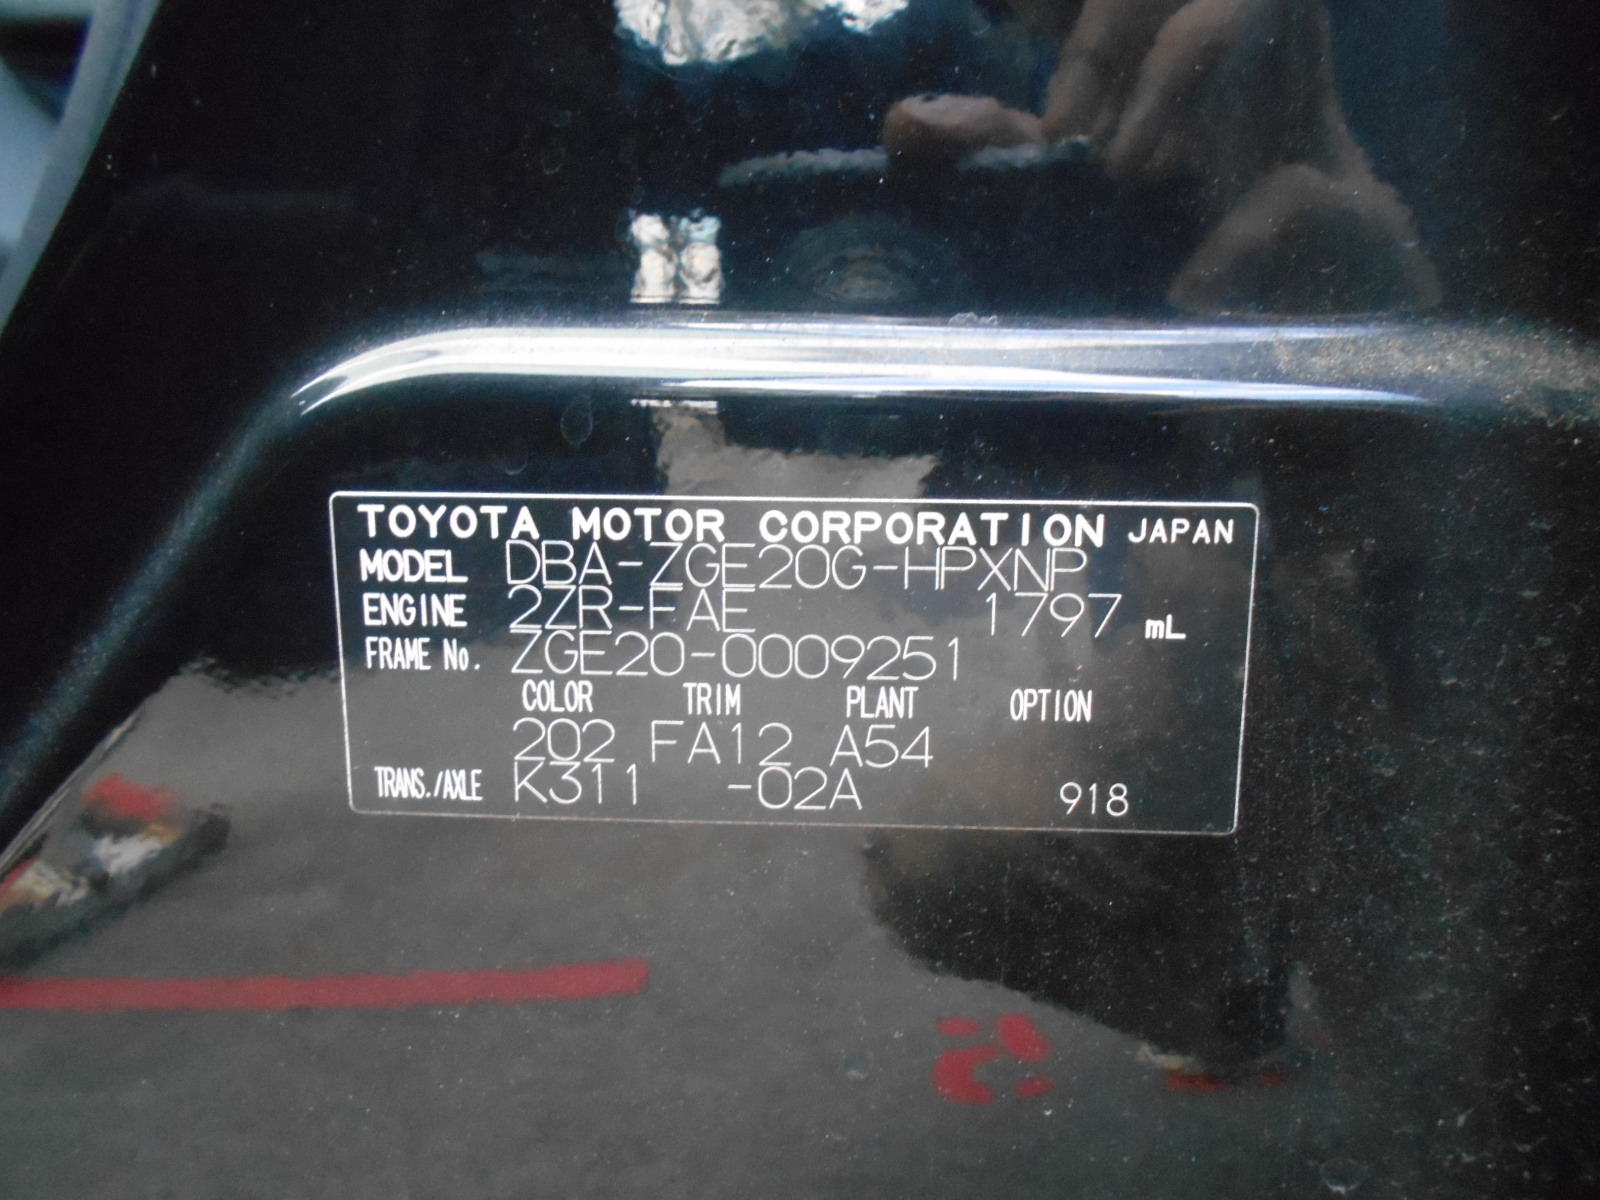 TOYOTA MOTOR CORPORATION JAPAN
MODEL DBA-ZGE20G-HPXNP
ENGINE 2ZR-FAE 1797 mL
FRAME No. ZGE20-0009251
COLOR TRIM PLANT OPTION
202 FA12 A54
TRANS./AXLE K311 -02A 918